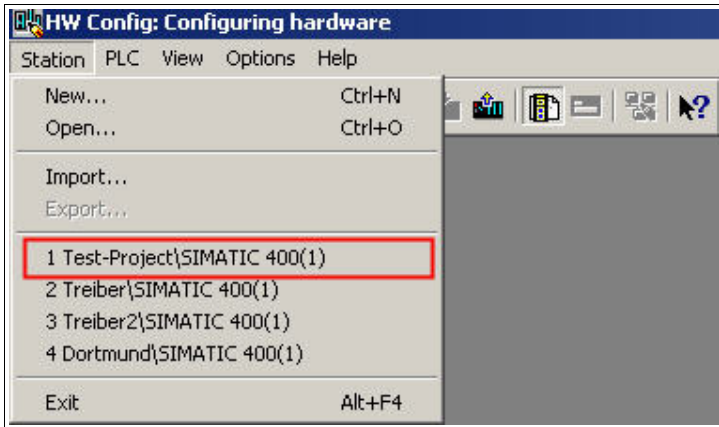 HW Config: Configuring hardware
Station PLC View Options Help
New... Ctrl+N
Open... Ctrl+O
Import...
Export...
1 Test-Project\SIMATIC 400(1)
2 Treiber\SIMATIC 400(1)
3 Treiber2\SIMATIC 400(1)
4 Dortmund\SIMATIC 400(1)
Exit Alt+F4